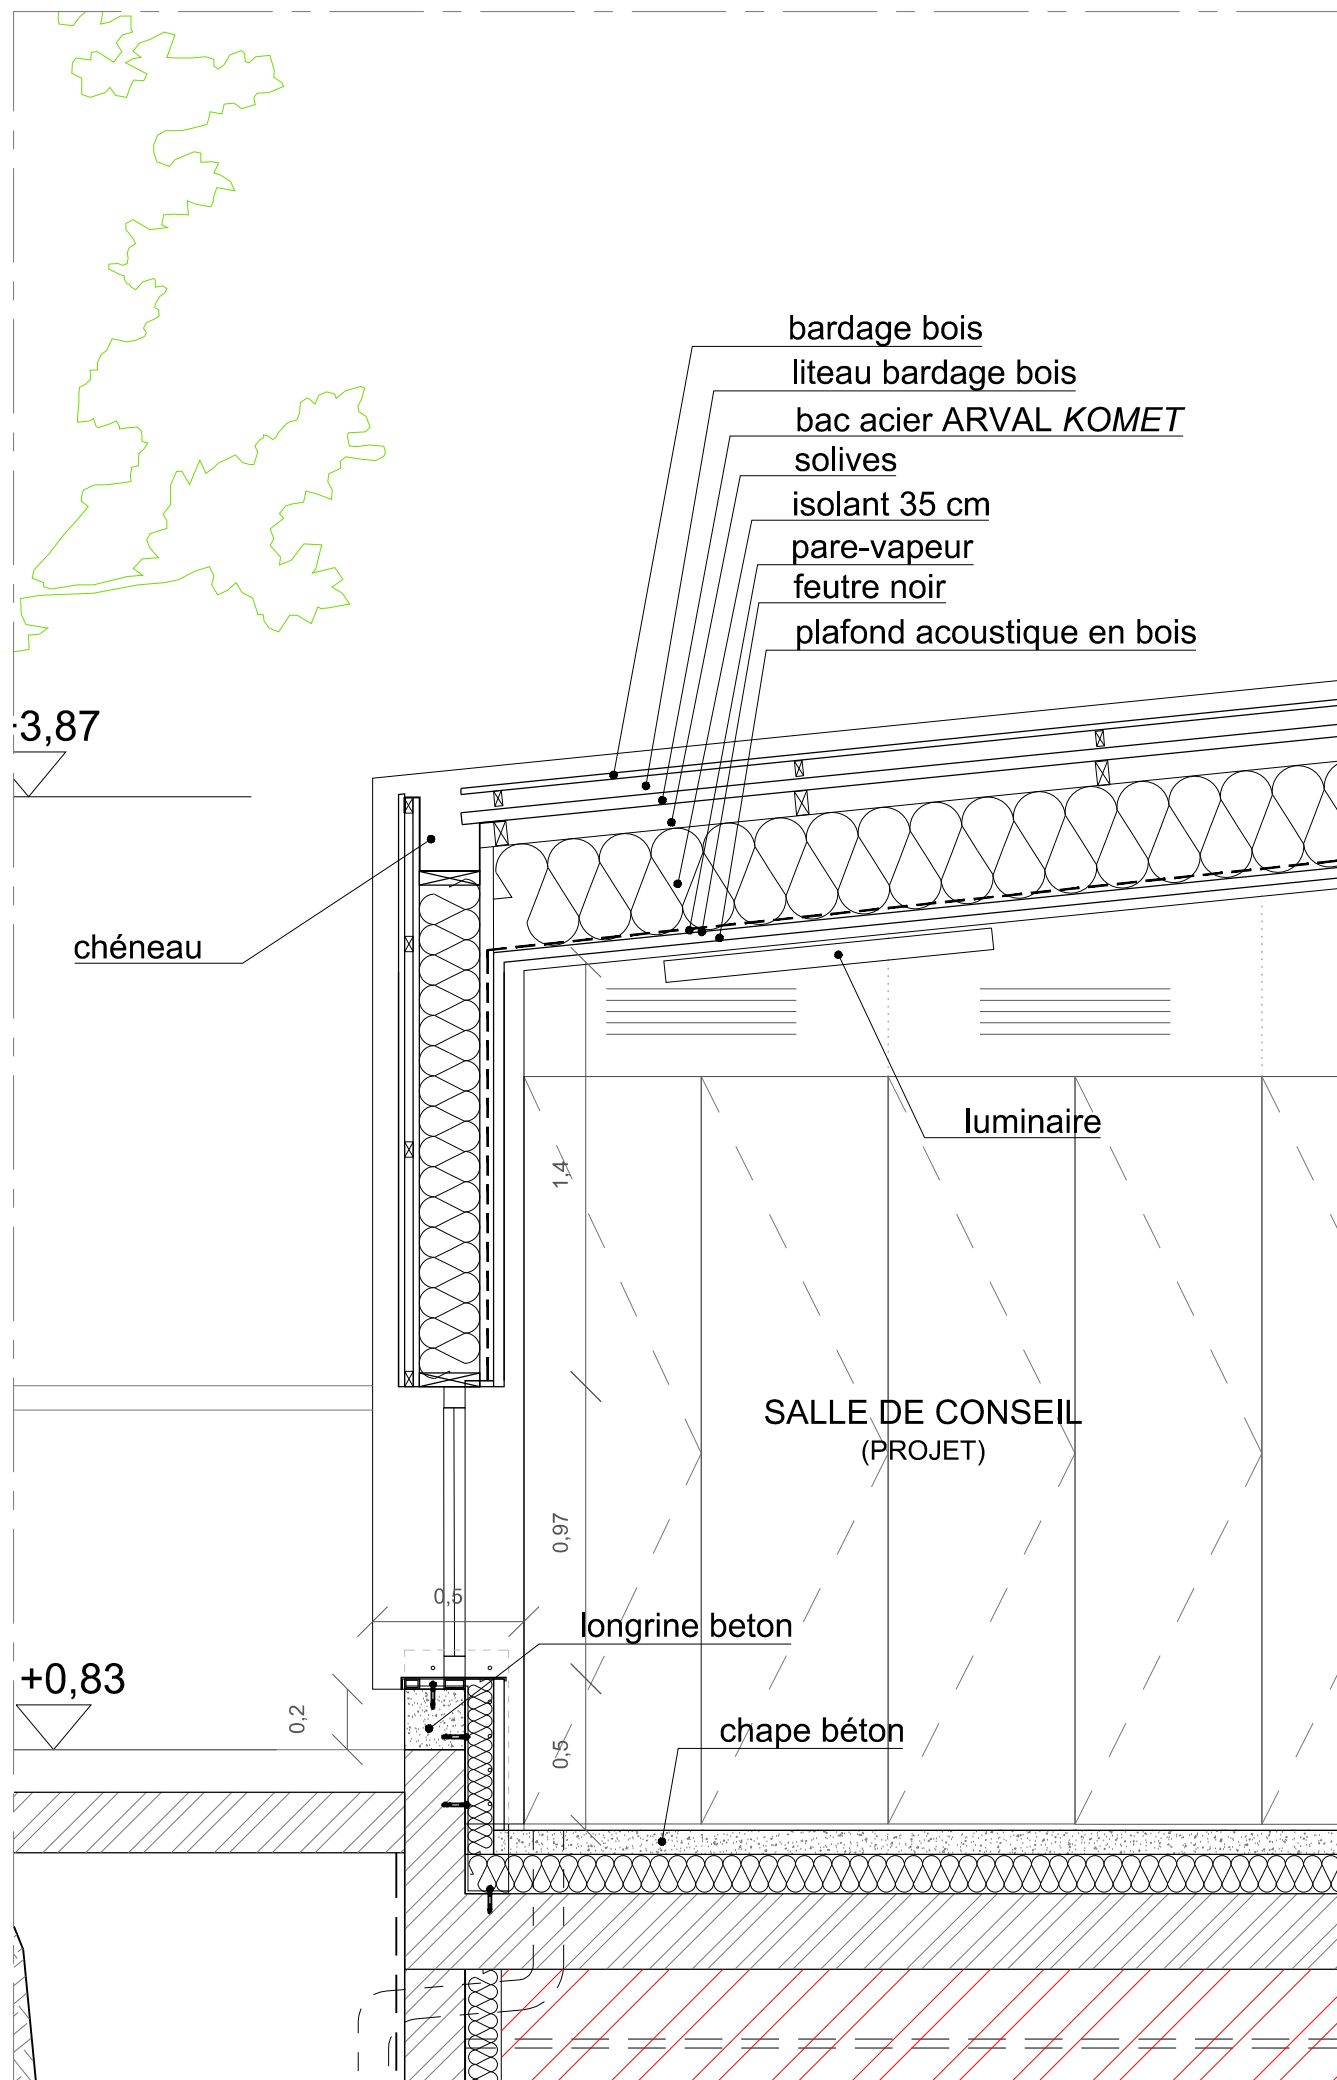 bardage bois
liteau bardage bois
bac acier ARVAL KOMET
solives
isolant 35 cm
pare-vapeur
feutre noir
plafond acoustique en bois
+3,87
chéneau
luminaire
1,4
SALLE DE CONSEIL
(PROJET)
0,97
0,5
longrine beton
+0,83
0,2
chape béton
0,5